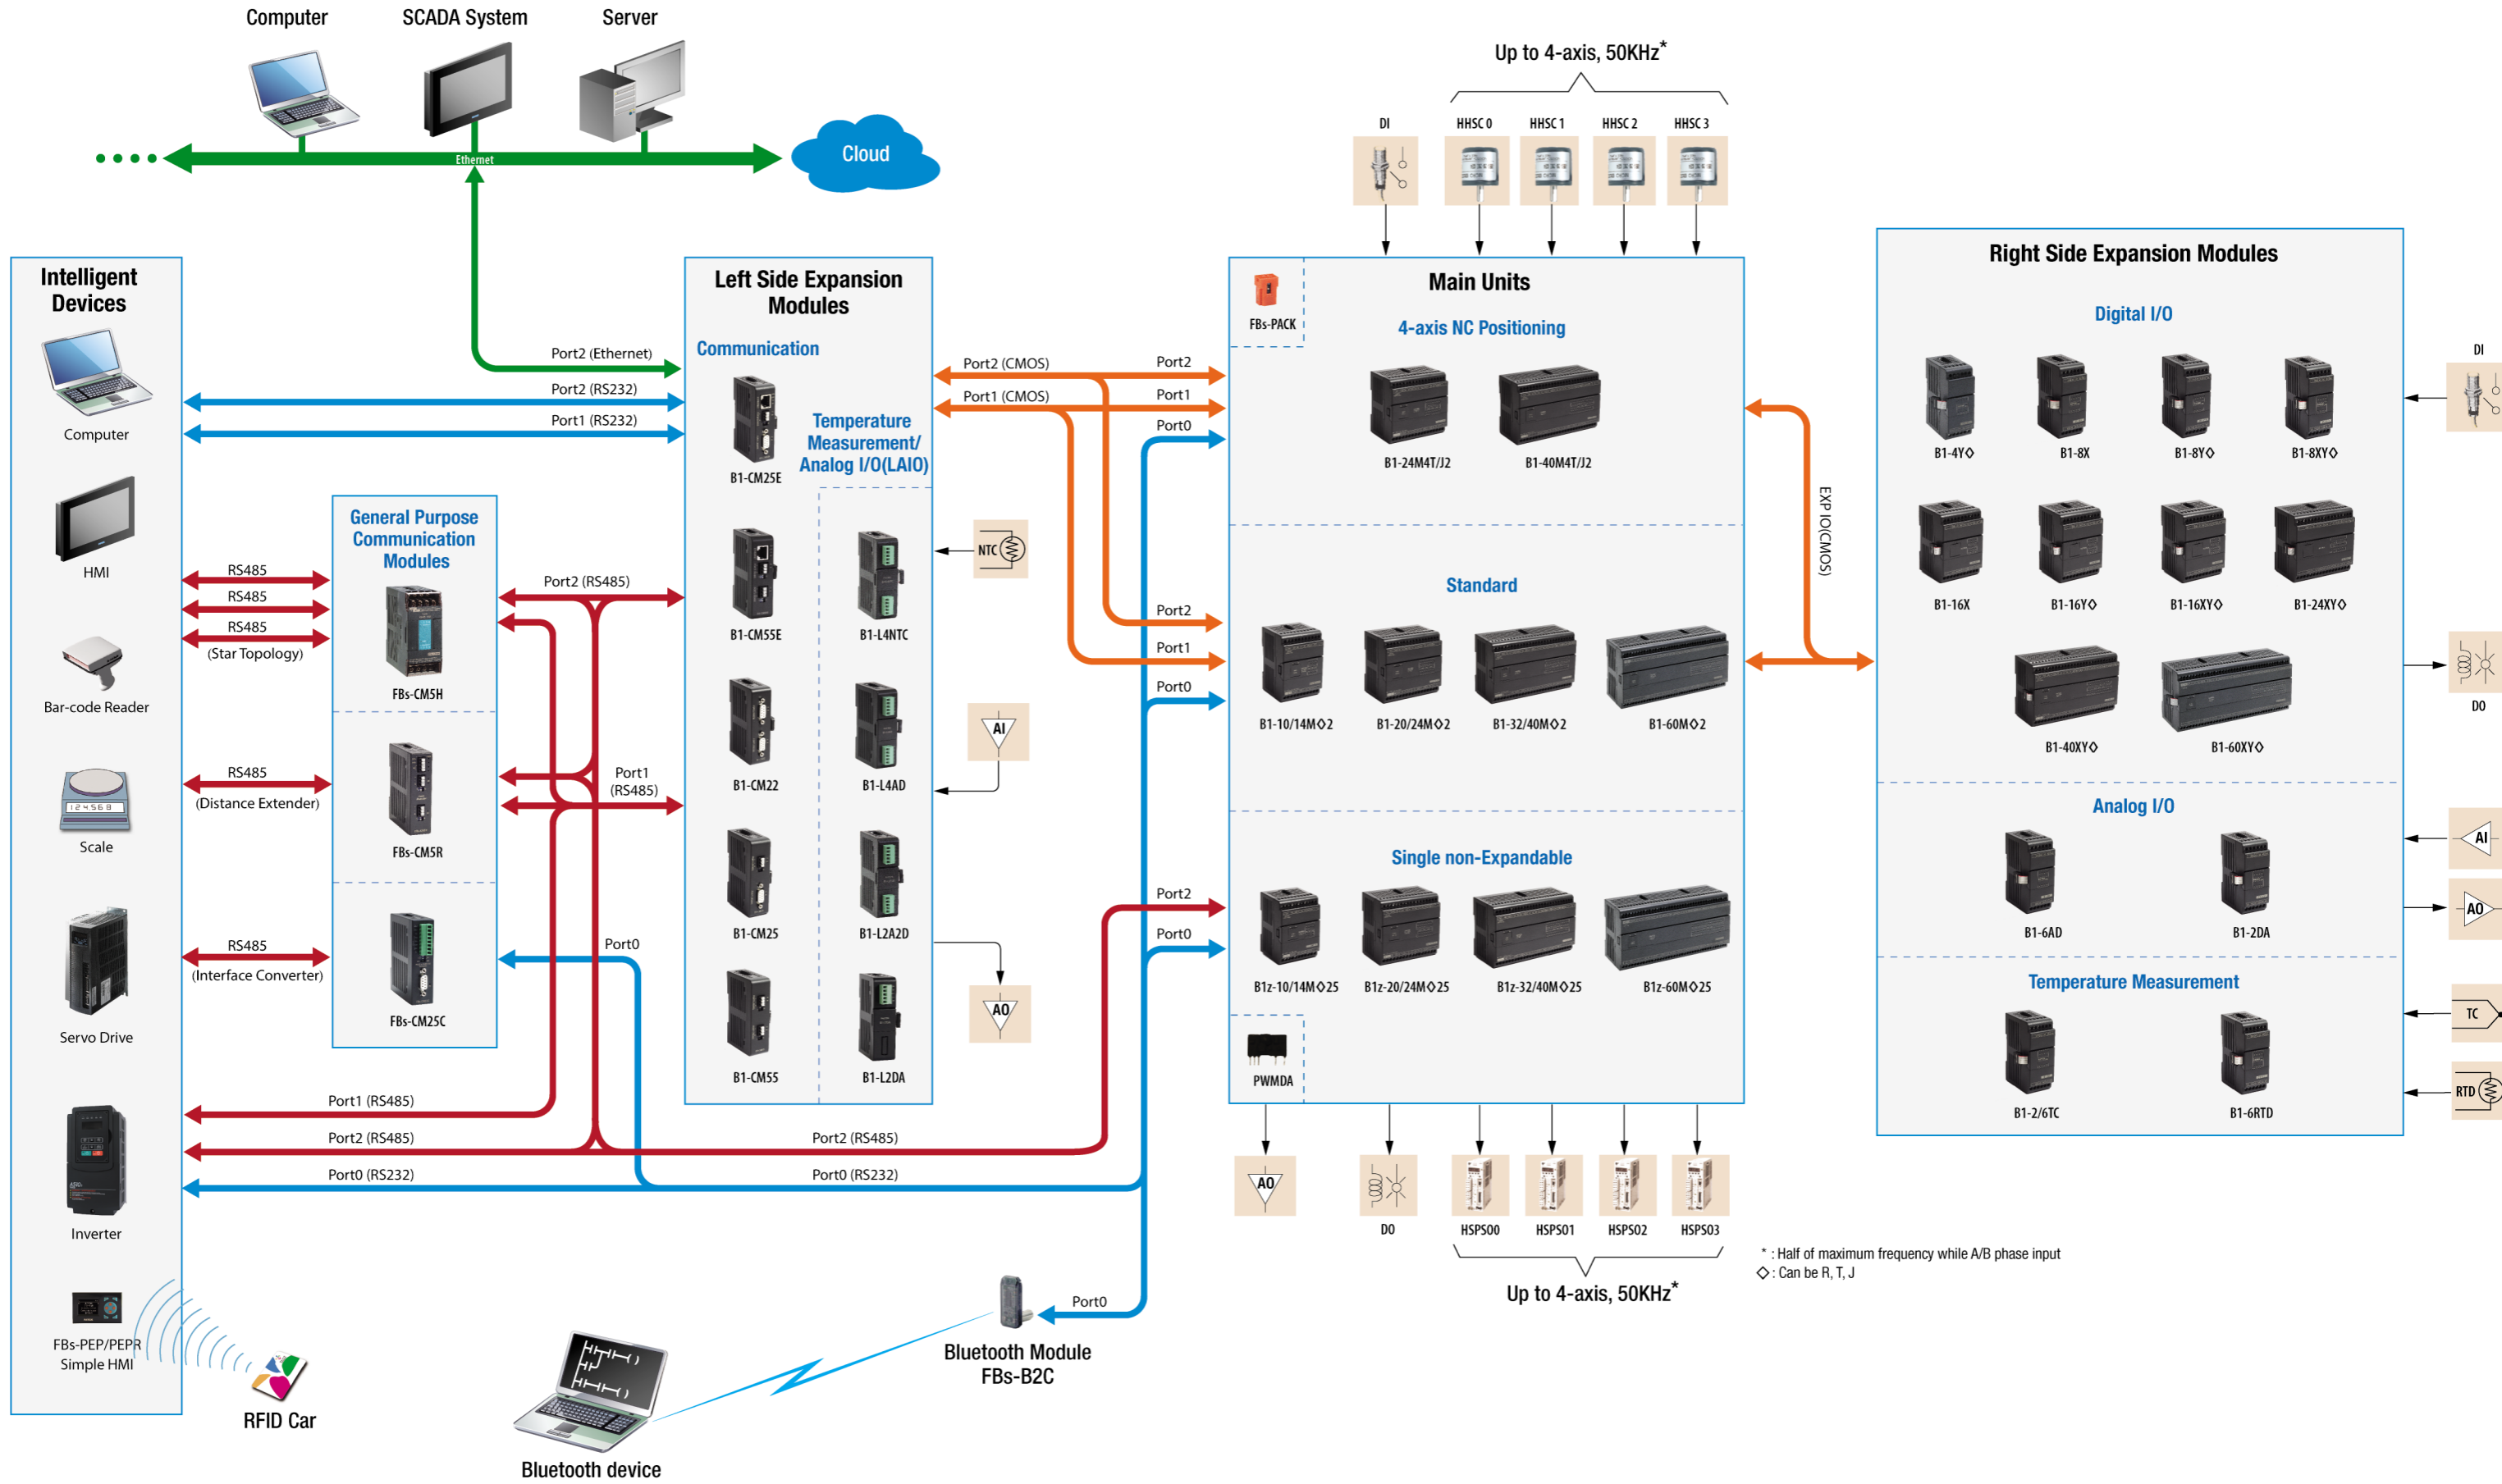 Computer
SCADA System
Server
Ethernet
Cloud
Up to 4-axis, 50KHz*
DI
HHSC 0
HHSC 1
HHSC 2
HHSC 3
Intelligent
Devices
Computer
HMI
Bar-code Reader
124.568
Scale
Servo Drive
Inverter
FBs-PEP/PEPR
Simple HMI
RFID Car
Port2 (Ethernet)
Port2 (RS232)
Port1 (RS232)
RS485
RS485
RS485
(Star Topology)
RS485
(Distance Extender)
RS485
(Interface Converter)
Port1 (RS485)
Port2 (RS485)
Port0 (RS232)
General Purpose
Communication
Modules
FBs-CM5H
FBs-CM5R
FBs-CM25C
Port2 (RS485)
Port1
(RS485)
Port0
Port2 (RS485)
Port0 (RS232)
Left Side Expansion
Modules
Communication
B1-CM25E
B1-CM55E
B1-CM22
B1-CM25
B1-CM55
Temperature
Measurement/
Analog I/O(LAIO)
B1-L4NTC
B1-L4AD
B1-L2A2D
B1-L2DA
NTC
AI
AO
Port2 (CMOS)
Port1 (CMOS)
Port2
Port1
Port0
Port2
Port1
Port0
Port2
Port0
Port0
Bluetooth Module
FBs-B2C
Bluetooth device
FBs-PACK
Main Units
4-axis NC Positioning
B1-24M4T/J2
B1-40M4T/J2
Standard
B1-10/14M◇2
B1-20/24M◇2
B1-32/40M◇2
B1-60M◇2
Single non-Expandable
B1z-10/14M◇25
B1z-20/24M◇25
B1z-32/40M◇25
B1z-60M◇25
PWMDA
AO
DO
HSPSO0
HSPSO1
HSPSO2
HSPSO3
Up to 4-axis, 50KHz*
* : Half of maximum frequency while A/B phase input
◇ : Can be R, T, J
EXP IO(CMOS)
Right Side Expansion Modules
Digital I/O
B1-4Y◇
B1-8X
B1-8Y◇
B1-8XY◇
B1-16X
B1-16Y◇
B1-16XY◇
B1-24XY◇
B1-40XY◇
B1-60XY◇
Analog I/O
B1-6AD
B1-2DA
Temperature Measurement
B1-2/6TC
B1-6RTD
DI
DO
AI
AO
TC
RTD